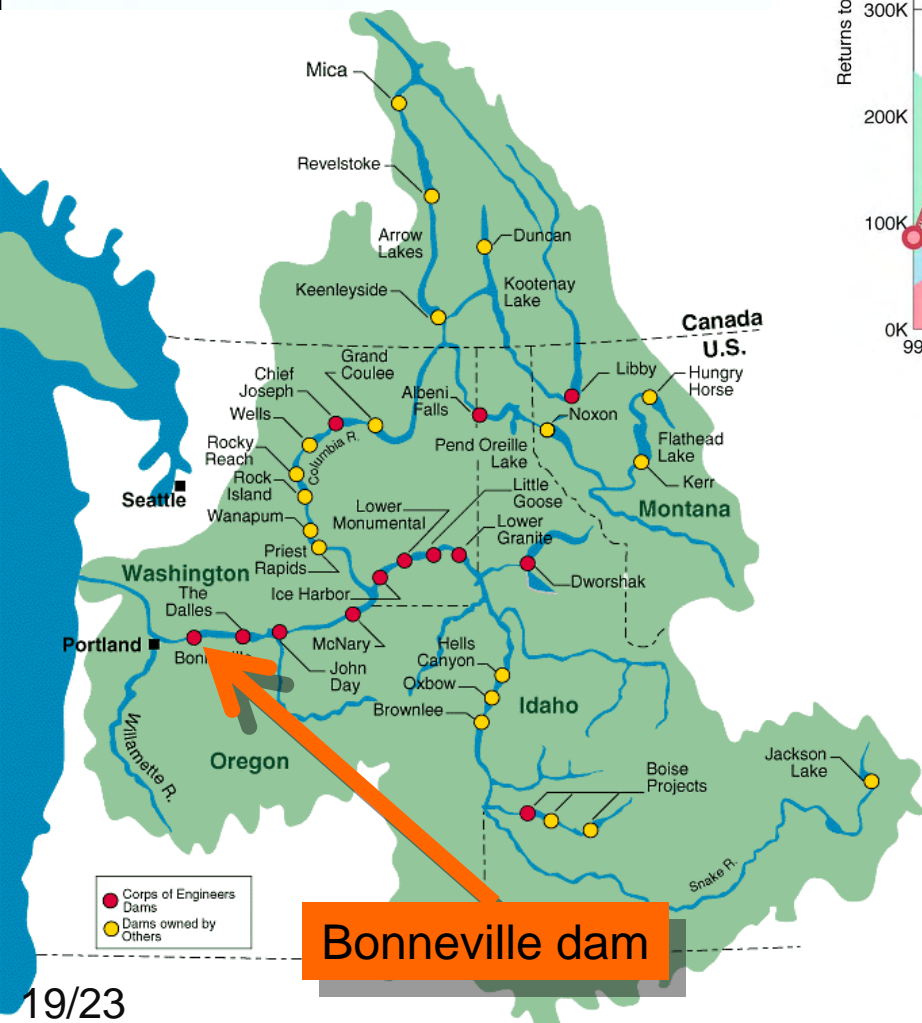 Mica
Revelstoke
Arrow
Lakes
Duncan
Keenleyside
Kootenay
Lake
Canada
U.S.
Grand
Coulee
Chief
Joseph
Libby
Hungry
Horse
Albeni
Falls
Wells
Noxon
Columbia R.
Rocky
Reach
Pend Oreille
Lake
Flathead
Lake
Rock
Island
Kerr
Seattle
Little
Goose
Lower
Monumental
Wanapum
Montana
Lower
Granite
Priest
Rapids
Washington
Ice Harbor
Dworshak
The
Dalles
Portland
McNary
Hells
Canyon
John
Day
Oxbow
Brownlee
Idaho
Willamette R.
Oregon
Boise
Projects
Jackson
Lake
Snake R.
Corps of Engineers
Dams
Dams owned by
Others
Bonneville dam
19/23
Returns to
300K
200K
100K
0K
99